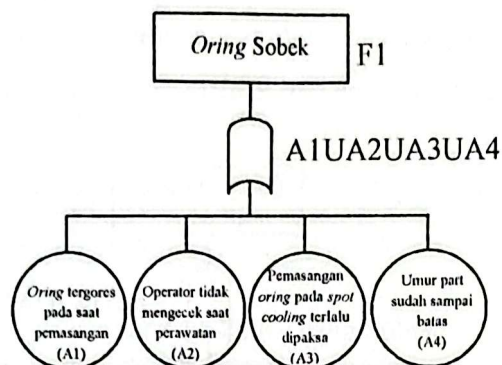 Oring Sobek
F1
A1UA2UA3UA4
Oring tergores
pada saat
pemasangan
(A1)
Operator tidak
mengecek saat
perawatan
(A2)
Pemasangan
oring pada spot
cooling terlalu
dipaksa
(A3)
Umur part
sudah sampai
batas
(A4)